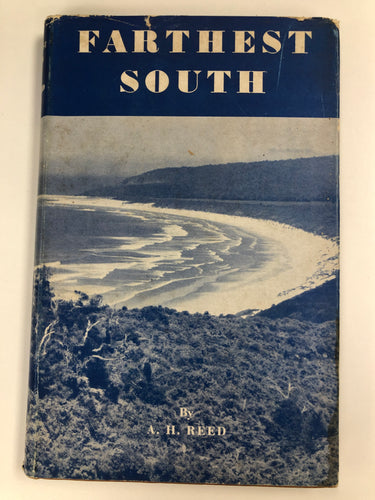 FARTHEST
SOUTH
By
A. H. REED